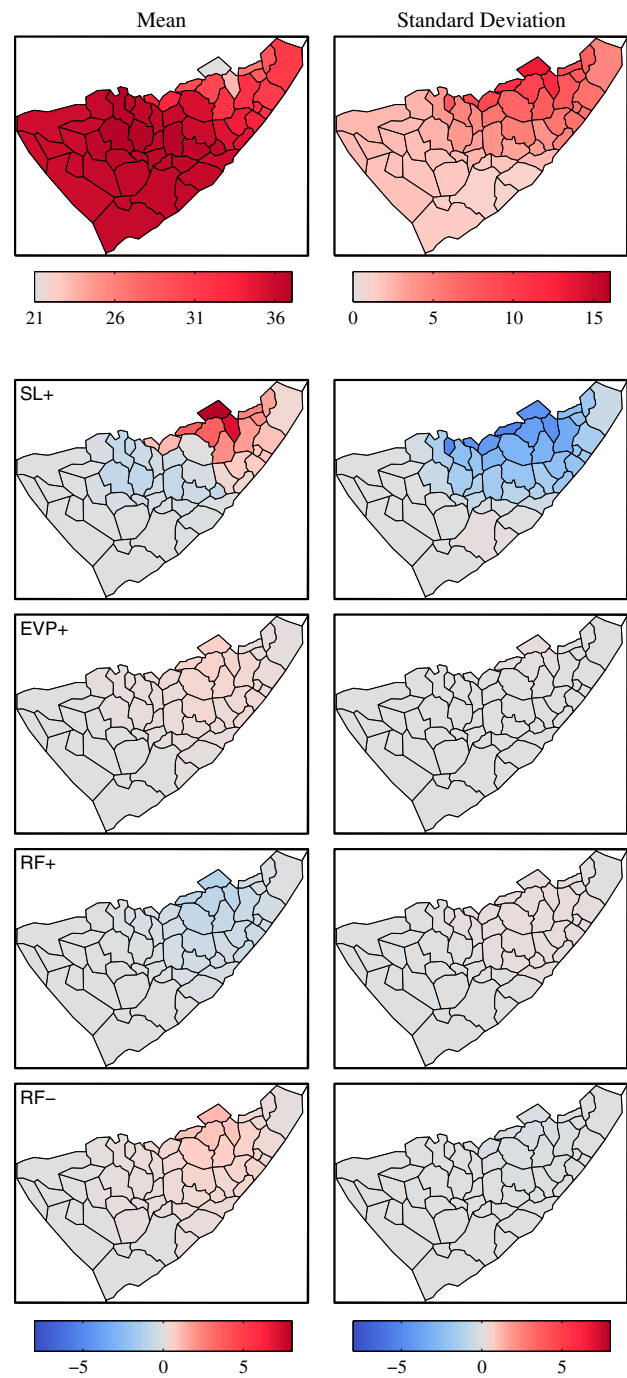 Mean Standard Deviation
21 26 31 36 0 5 10 15
SL+
EVP+
RF+
RF−
−5 0 5 −5 0 5